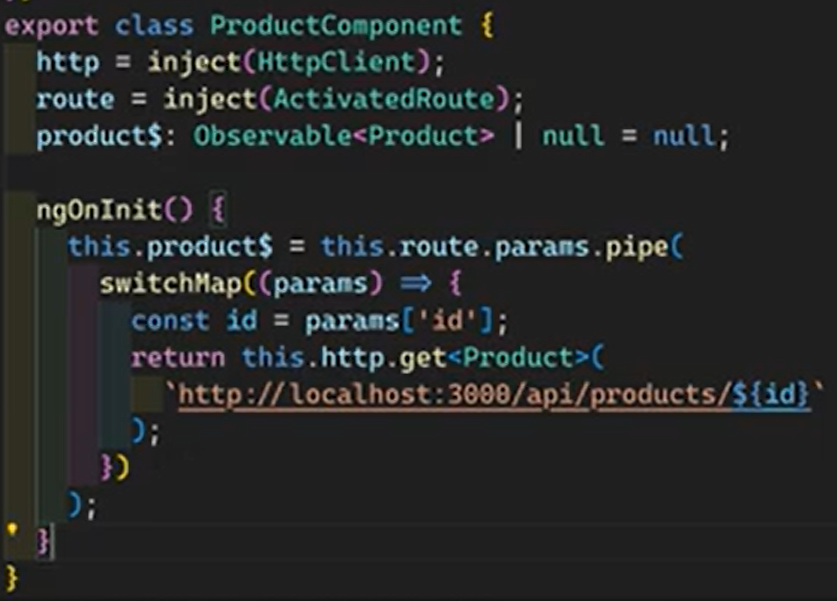 export class ProductComponent {
  http = inject(HttpClient);
  route = inject(ActivatedRoute);
  product$: Observable<Product> | null = null;
  ngOnInit() {
    this.product$ = this.route.params.pipe(
      switchMap((params) => {
        const id = params['id'];
        return this.http.get<Product>(
          `http://localhost:3000/api/products/${id}`
        );
      })
    );
  }
}